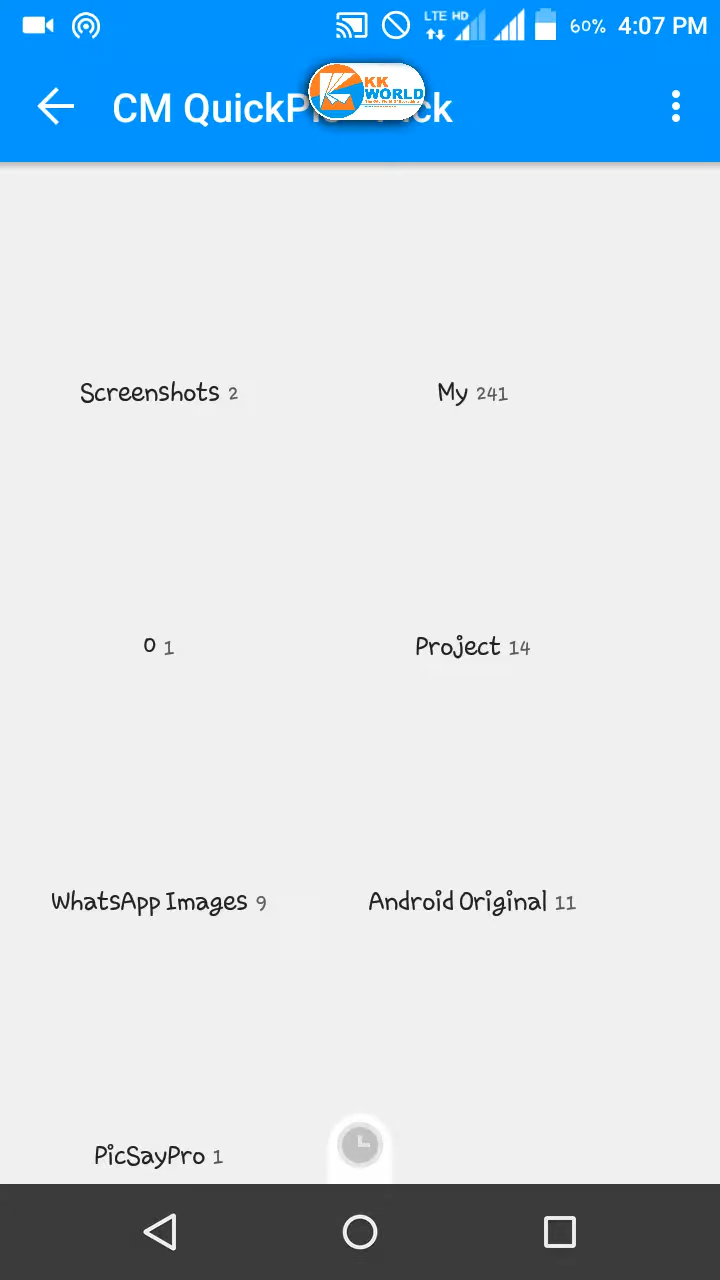 LTE HD 60% 4:07 PM
CM QuickP ck
KK
WORLD
Screenshots 2
My 241
0 1
Project 14
WhatsApp Images 9
Android Original 11
PicSayPro 1